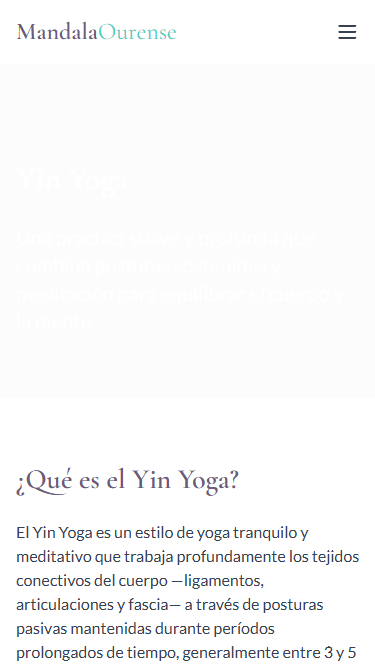 MandalaOurense
Yin Yoga
Una práctica suave y profunda que
combina posturas sostenidas y
meditación para equilibrar el cuerpo y
la mente.
¿Qué es el Yin Yoga?
El Yin Yoga es un estilo de yoga tranquilo y
meditativo que trabaja profundamente los tejidos
conectivos del cuerpo —ligamentos,
articulaciones y fascia— a través de posturas
pasivas mantenidas durante períodos
prolongados de tiempo, generalmente entre 3 y 5